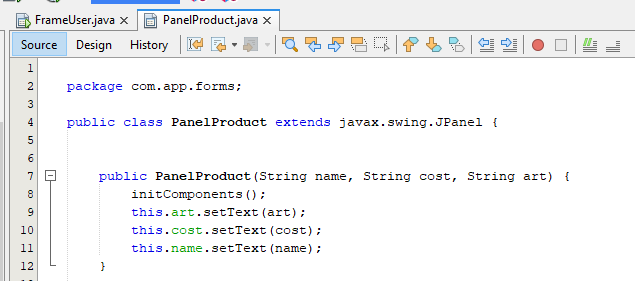 FrameUser.java × PanelProduct.java ×
Source Design History
1
2 package com.app.forms;
3
4 public class PanelProduct extends javax.swing.JPanel {
5
6
7 public PanelProduct(String name, String cost, String art) {
8 initComponents();
9 this.art.setText(art);
10 this.cost.setText(cost);
11 this.name.setText(name);
12 }